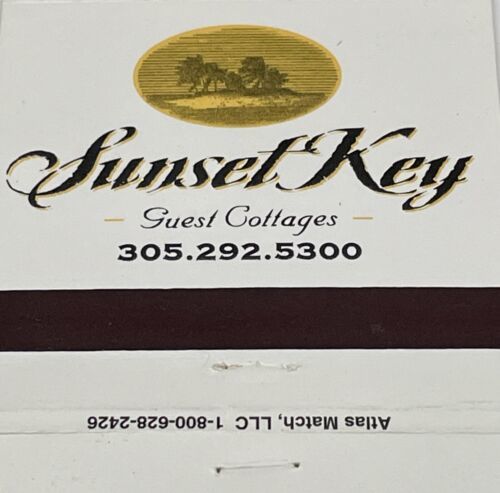 Sunset Key
- Guest Cottages -
305.292.5300
Atlas Match, LLC 1-800-628-2426